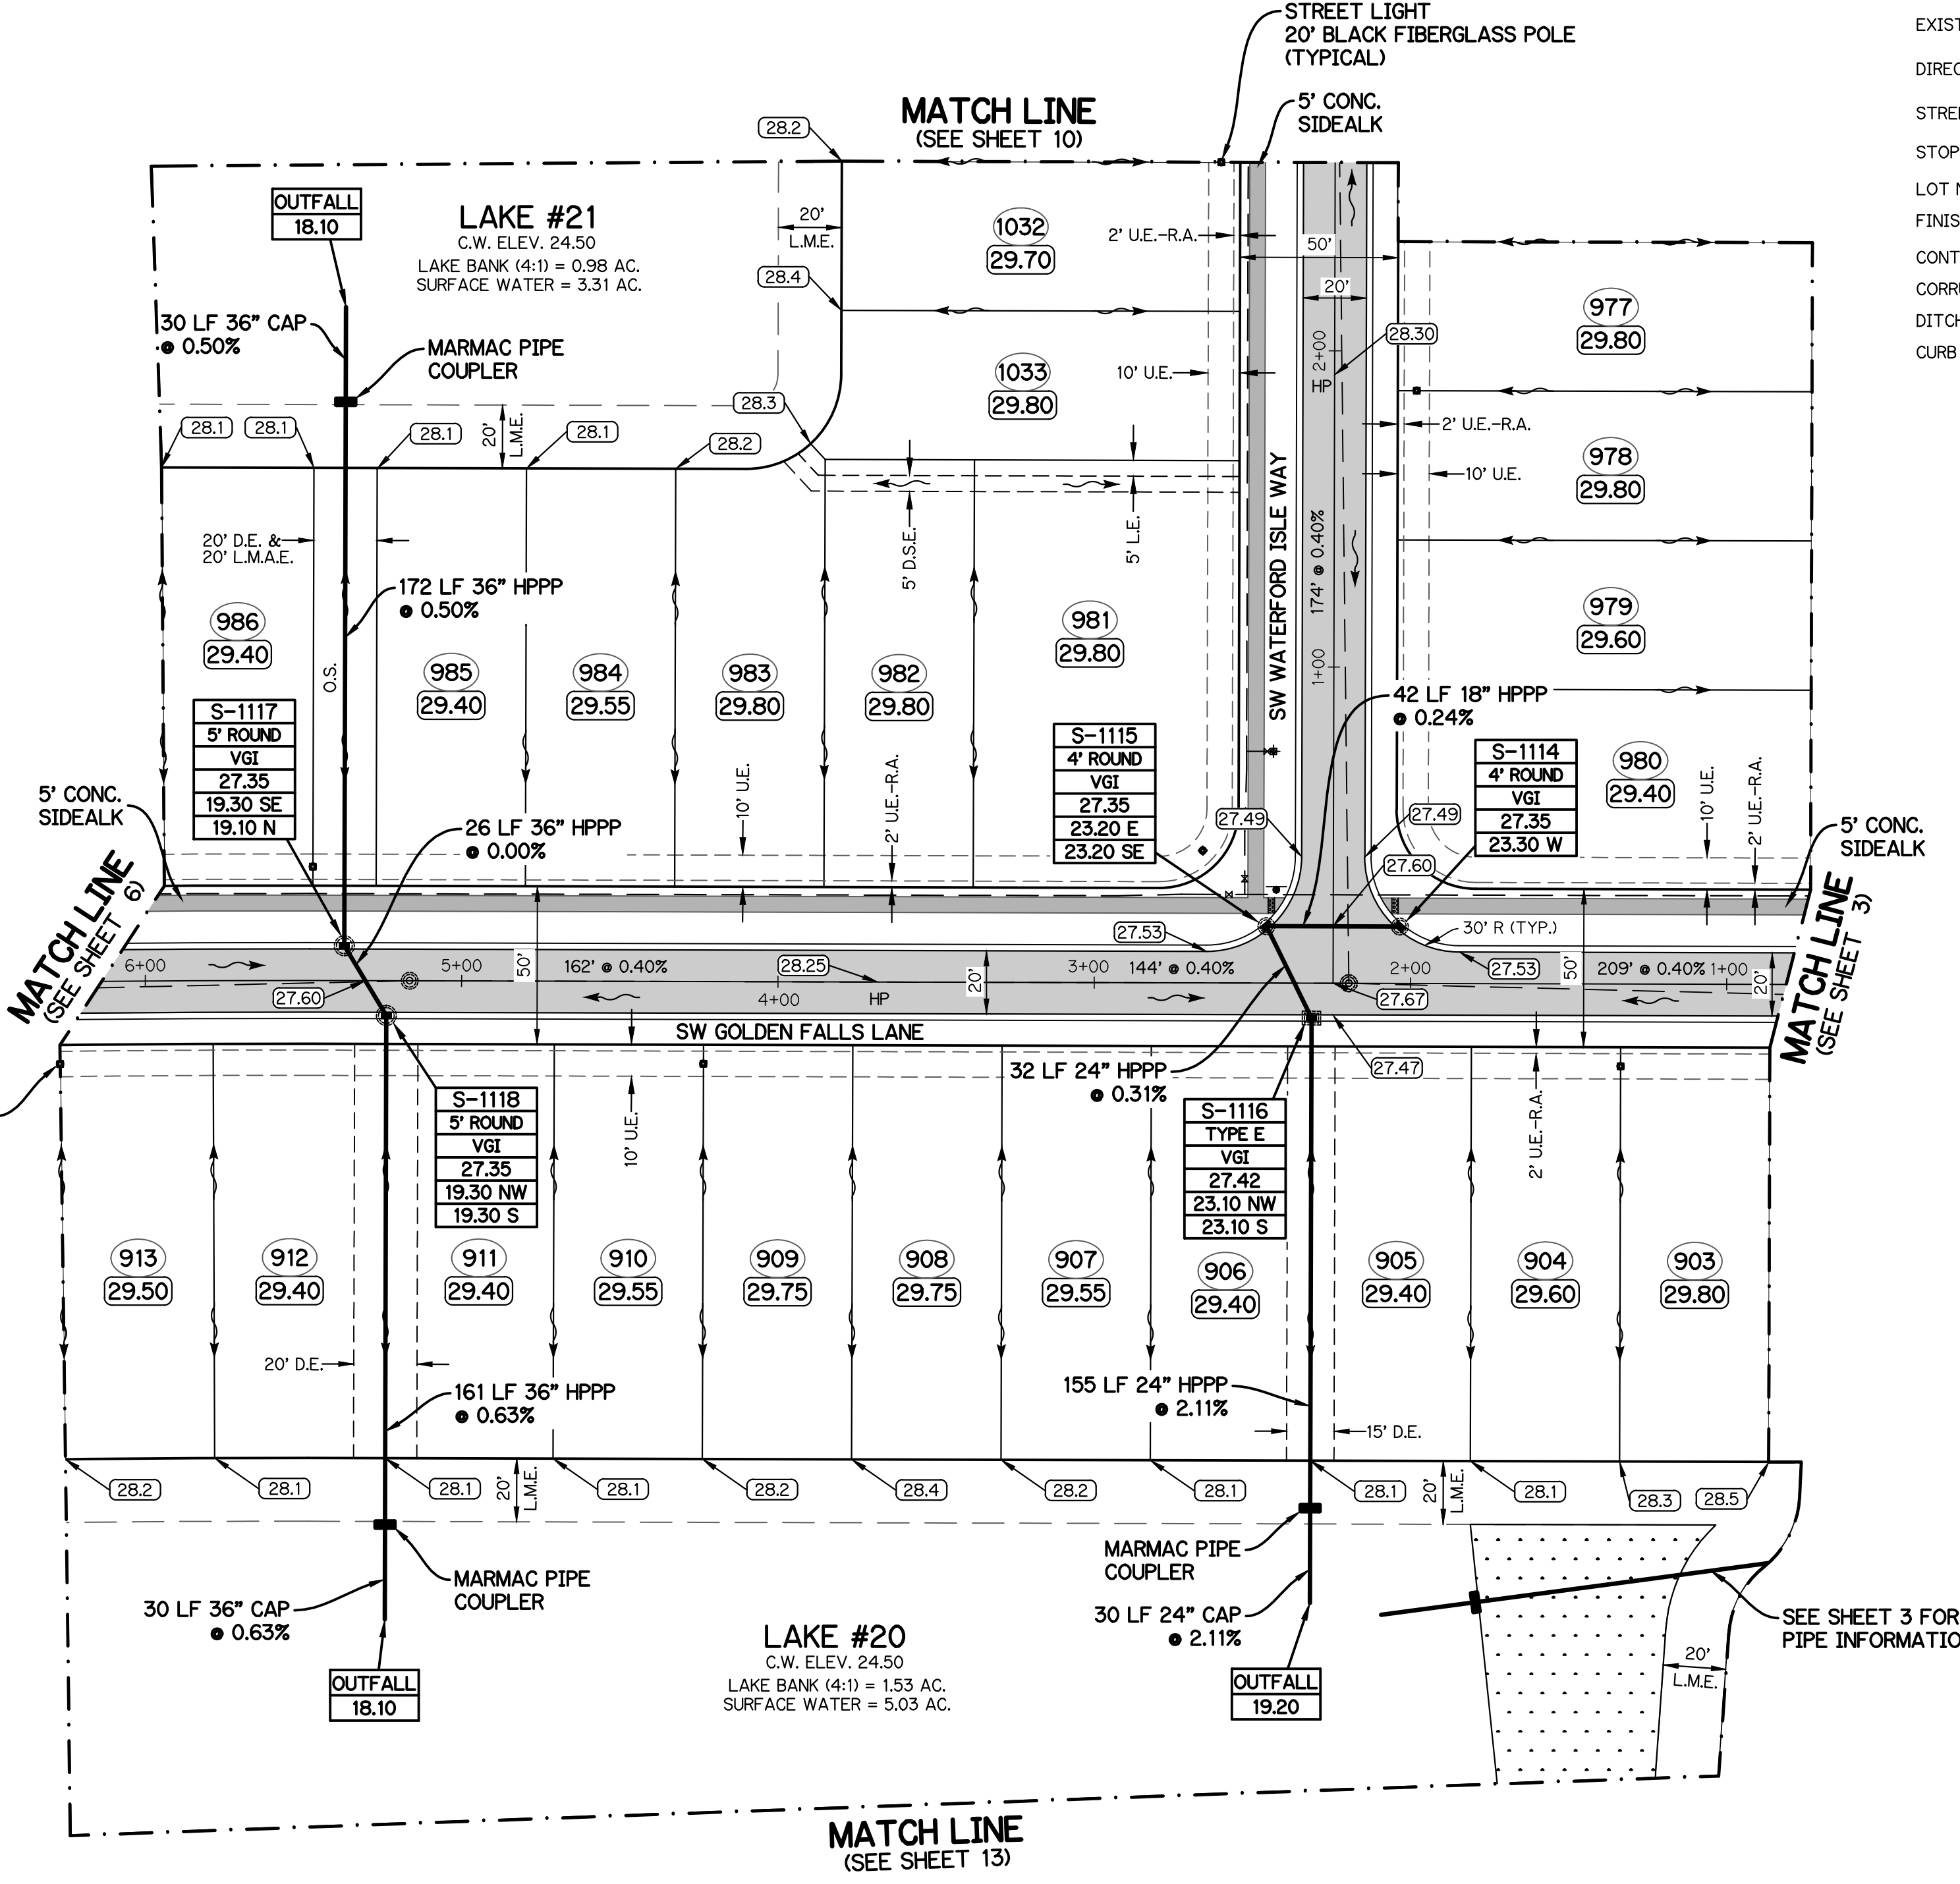 STREET LIGHT
20' BLACK FIBERGLASS POLE
(TYPICAL)
5' CONC.
SIDEALK
MATCH LINE
(SEE SHEET 10)
28.2
OUTFALL
18.10
LAKE #21
C.W. ELEV. 24.50
LAKE BANK (4:1) = 0.98 AC.
SURFACE WATER = 3.31 AC.
20'
L.M.E.
28.4
1032
29.70
2' U.E.-R.A.
50'
20'
28.30
977
29.80
EXIST
DIREC
STREE
STOP
LOT N
FINIS
CONT
CORRU
DITCH
CURB
30 LF 36" CAP
@ 0.50%
MARMAC PIPE
COUPLER
1033
29.80
10' U.E.
2+00
HP
28.3
28.1
28.1
28.1
20'
L.M.E.
28.1
28.2
2' U.E.-R.A.
978
29.80
10' U.E.
20' D.E. &
20' L.M.A.E.
5' D.S.E.
5' L.E.
SW WATERFORD ISLE WAY
174' @ 0.40%
1+00
172 LF 36" HPPP
@ 0.50%
986
29.40
O.S.
985
29.40
984
29.55
983
29.80
982
29.80
981
29.80
979
29.60
42 LF 18" HPPP
@ 0.24%
S-1117
5' ROUND
VGI
27.35
19.30 SE
19.10 N
S-1115
4' ROUND
VGI
27.35
23.20 E
23.20 SE
S-1114
4' ROUND
VGI
27.35
23.30 W
980
29.40
10' U.E.
2' U.E.-R.A.
5' CONC.
SIDEALK
26 LF 36" HPPP
@ 0.00%
10' U.E.
2' U.E.-R.A.
27.49
27.49
27.60
5' CONC.
SIDEALK
MATCH LINE
(SEE SHEET 6)
MATCH LINE
(SEE SHEET 3)
27.53
30' R (TYP.)
6+00
5+00
50'
162' @ 0.40%
28.25
20'
3+00
144' @ 0.40%
2+00
27.53
50'
209' @ 0.40%
1+00
20'
27.60
4+00
HP
27.67
SW GOLDEN FALLS LANE
32 LF 24" HPPP
@ 0.31%
27.47
S-1118
5' ROUND
VGI
27.35
19.30 NW
19.30 S
10' U.E.
S-1116
TYPE E
VGI
27.42
23.10 NW
23.10 S
2' U.E.-R.A.
913
29.50
912
29.40
911
29.40
910
29.55
909
29.75
908
29.75
907
29.55
906
29.40
905
29.40
904
29.60
903
29.80
20' D.E.
161 LF 36" HPPP
@ 0.63%
155 LF 24" HPPP
@ 2.11%
15' D.E.
28.2
28.1
28.1
20'
L.M.E.
28.1
28.2
28.4
28.2
28.1
28.1
20'
L.M.E.
28.1
28.3
28.5
MARMAC PIPE
COUPLER
30 LF 36" CAP
@ 0.63%
MARMAC PIPE
COUPLER
30 LF 24" CAP
@ 2.11%
LAKE #20
C.W. ELEV. 24.50
LAKE BANK (4:1) = 1.53 AC.
SURFACE WATER = 5.03 AC.
SEE SHEET 3 FOR
PIPE INFORMATIO
20'
L.M.E.
OUTFALL
18.10
OUTFALL
19.20
MATCH LINE
(SEE SHEET 13)